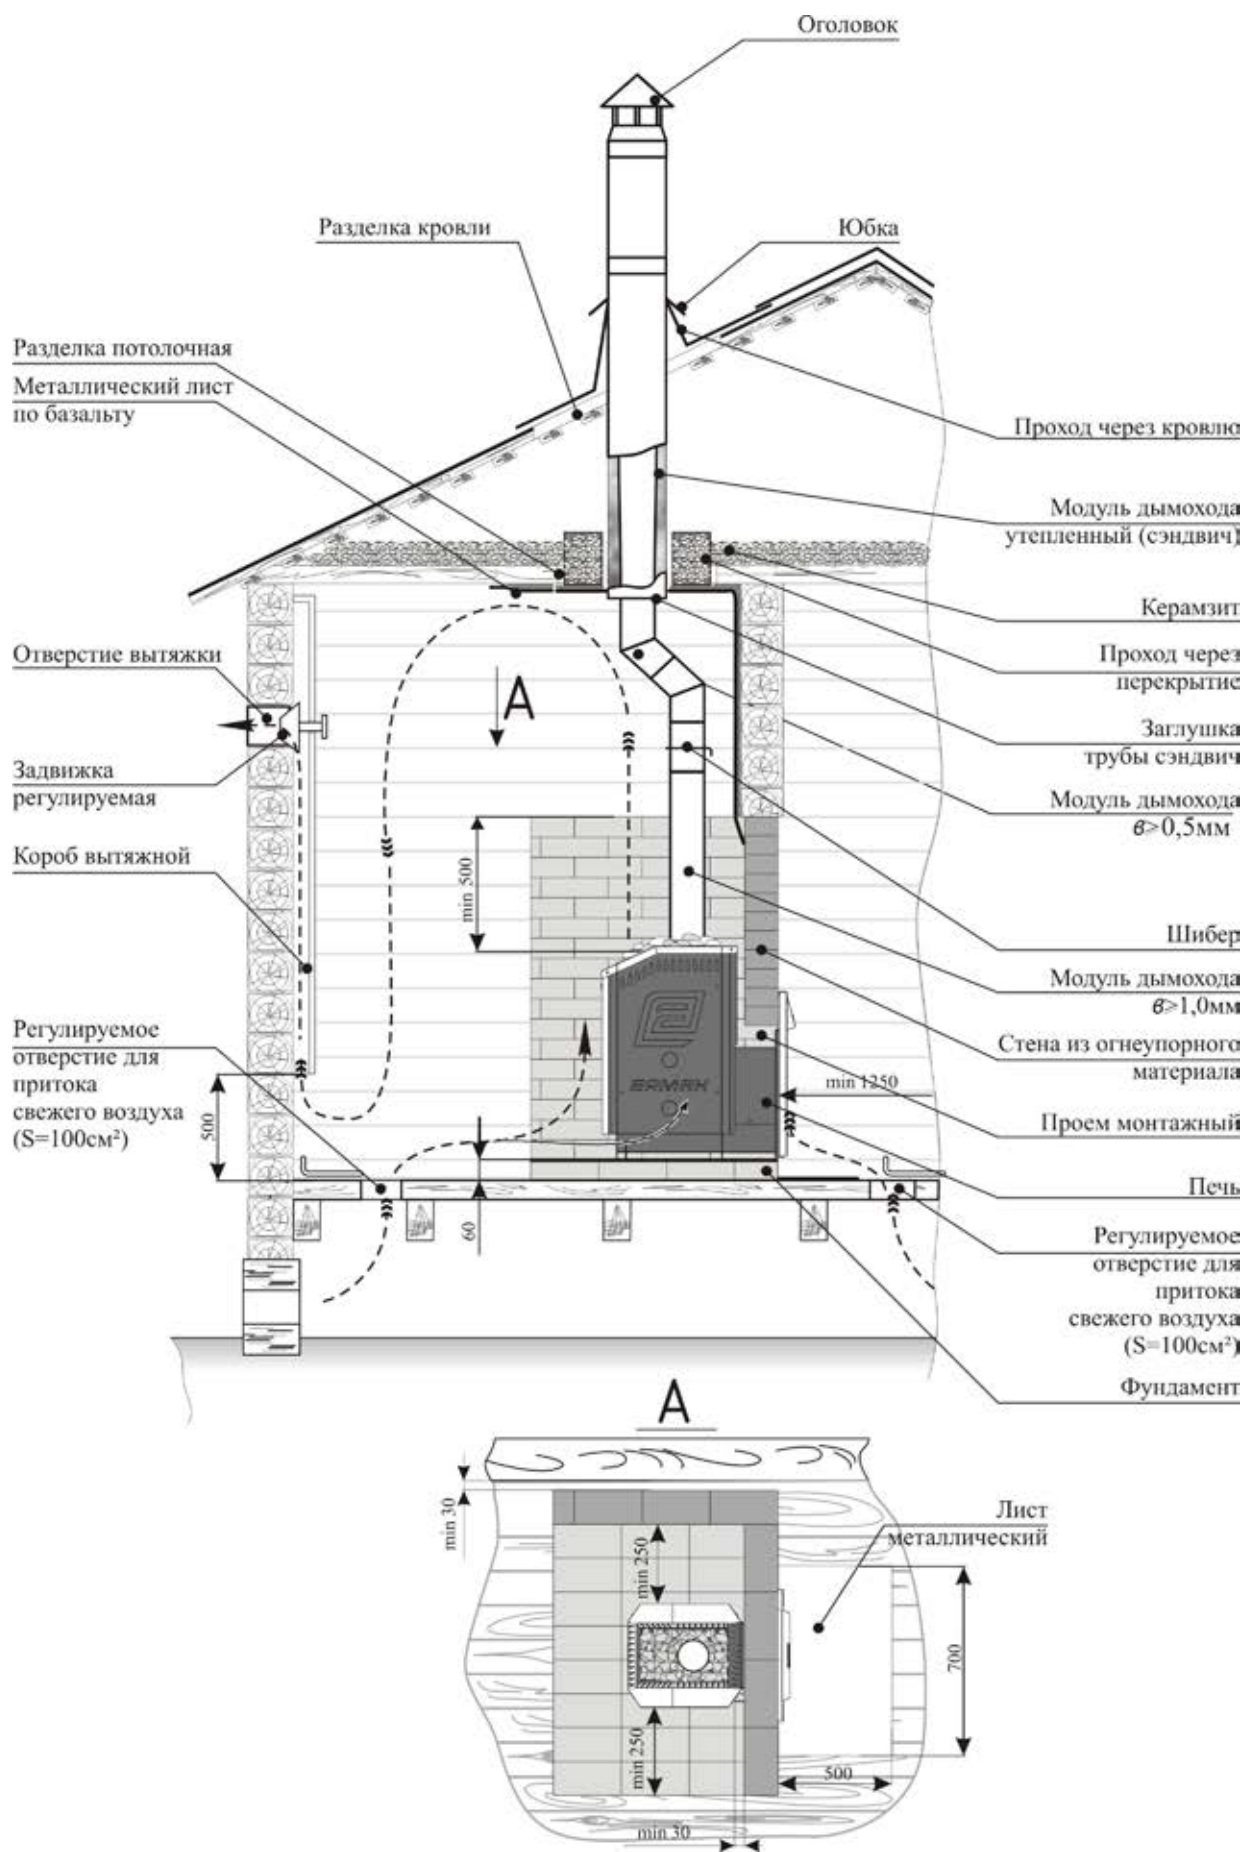 Оголовок
Разделка кровли
Юбка
Разделка потолочная
Металлический лист
по базальту
Проход через кровлю
Модуль дымохода
утепленный (сэндвич)
Керамзит
Отверстие вытяжки
Проход через
перекрытие
А
Заглушка
трубы сэндвич
Задвижка
регулируемая
Модуль дымохода
в>0,5мм
Короб вытяжной
min 500
Шибер
Модуль дымохода
в>1,0мм
Регулируемое
отверстие для
притока
свежего воздуха
(S=100см²)
Стена из огнеупорного
материала
ЕРМАК
min 1250
500
Проем монтажный
Печь
60
Регулируемое
отверстие для
притока
свежего воздуха
(S=100см²)
Фундамент
А
min 30
Лист
металлический
min 250
700
min 250
500
min 30